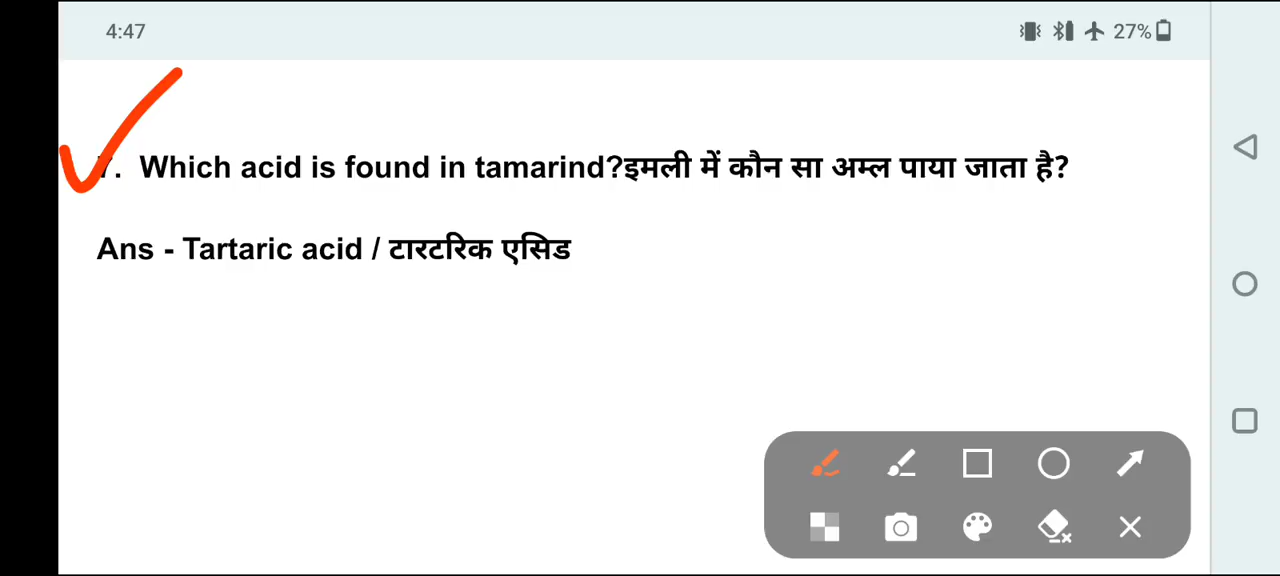 4:47
27%
7. Which acid is found in tamarind?इमली में कौन सा अम्ल पाया जाता है?
Ans - Tartaric acid / टारटरिक एसिड